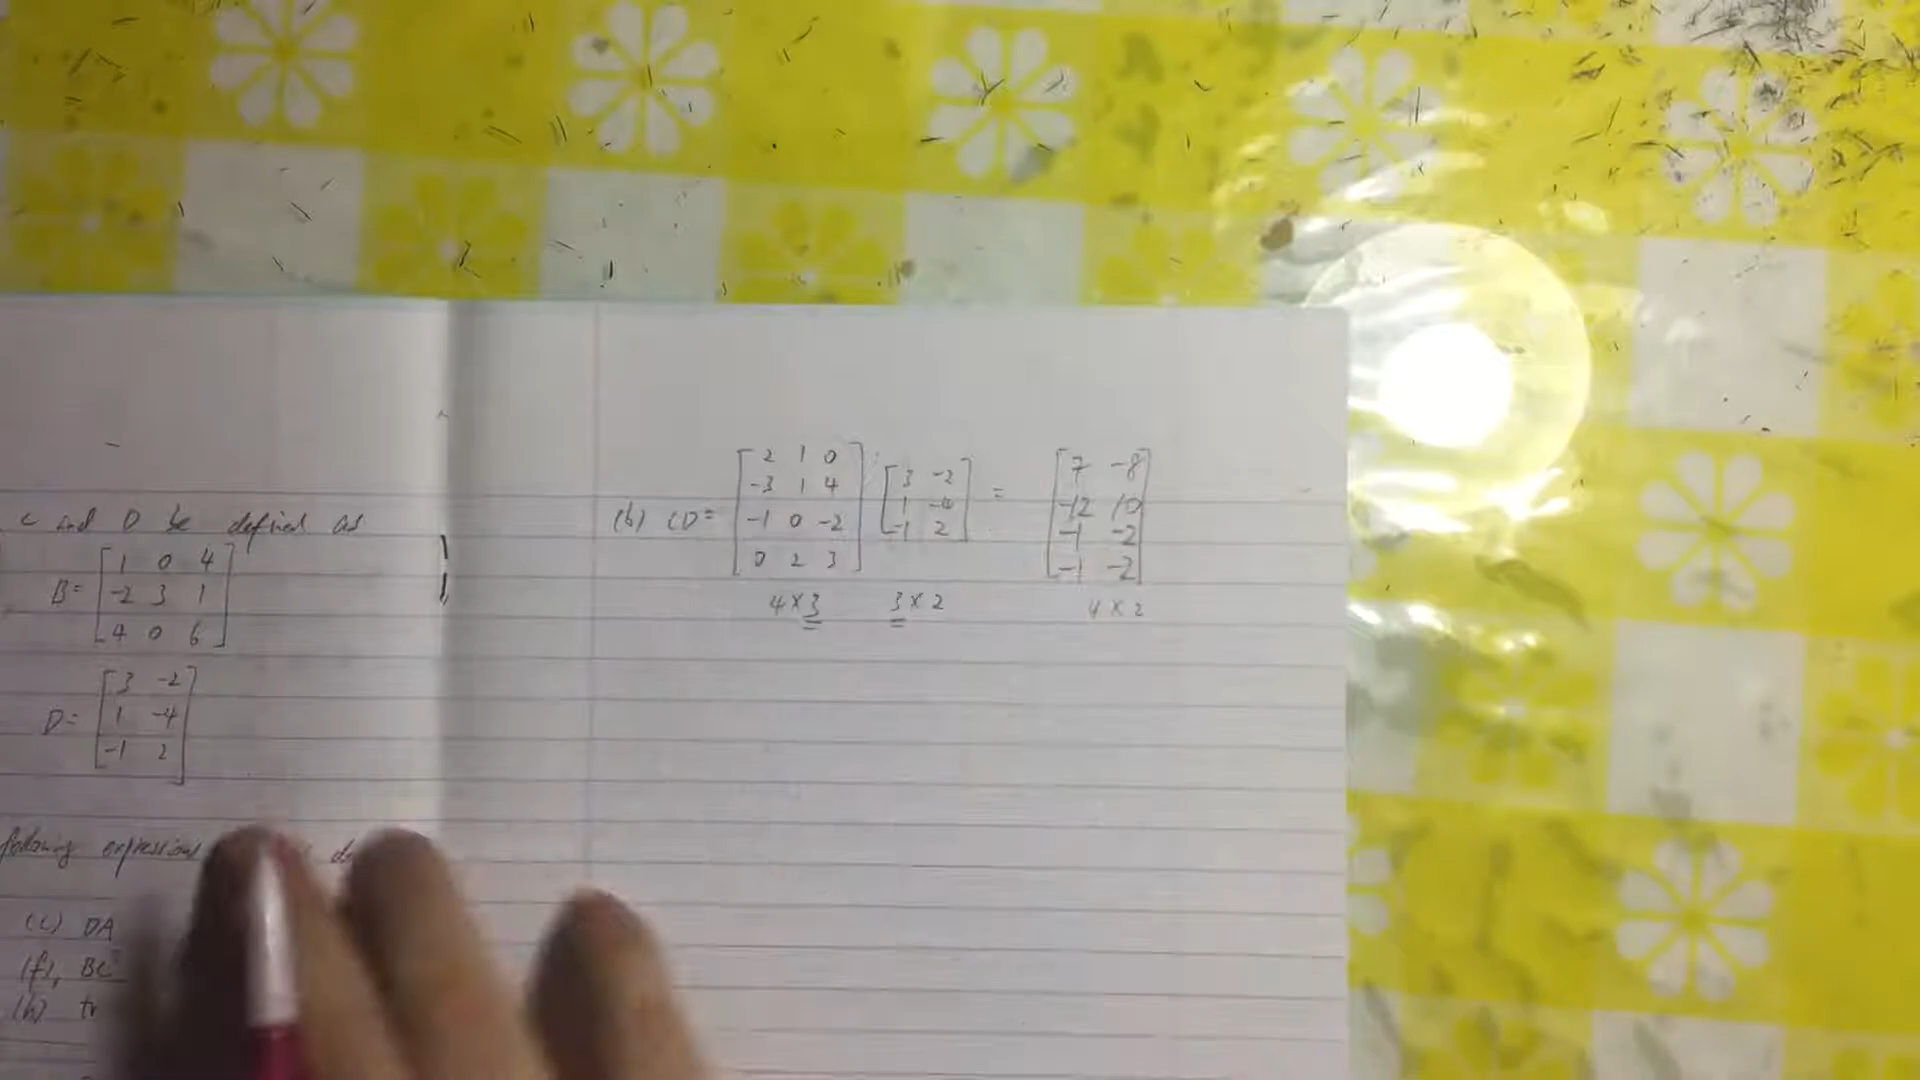 C and D be defined as
B= [1 0 4
-2 3 1
4 0 6]
D= [3 -2
1 -4
-1 2]
following expressions
(c) DA
(f), BC
(h) tr
(b) CD= [2 1 0
-3 1 4
-1 0 -2
0 2 3] [3 -2
1 -4
-1 2] = [7 -8
-12 10
-1 -2
-1 -2]
4×3 3×2 4×2